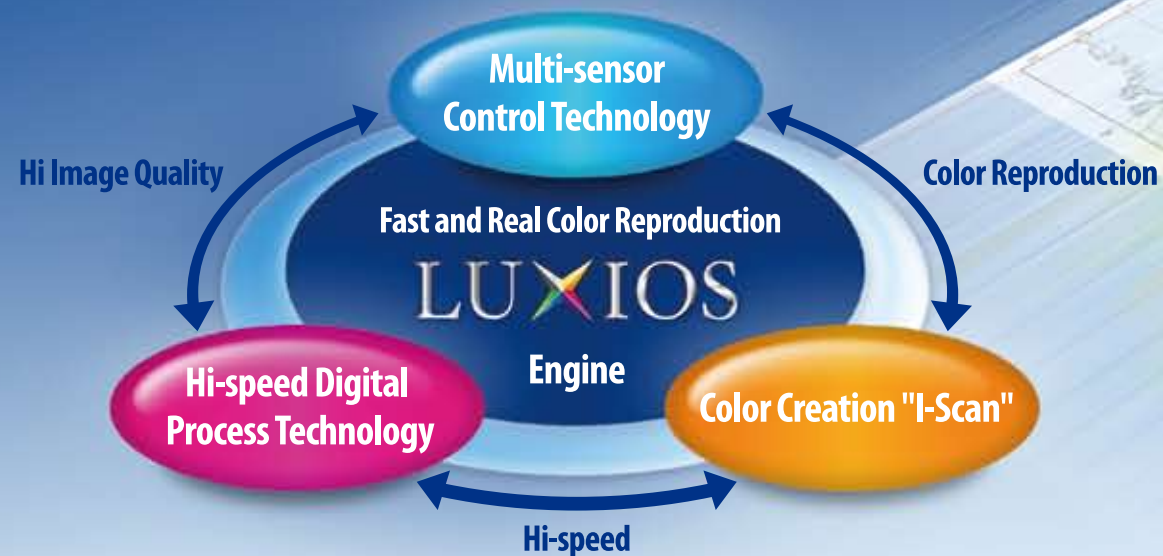 Multi-sensor
Control Technology
Hi Image Quality
Color Reproduction
Fast and Real Color Reproduction
LUXIOS
Engine
Hi-speed Digital
Process Technology
Color Creation "I-Scan"
Hi-speed